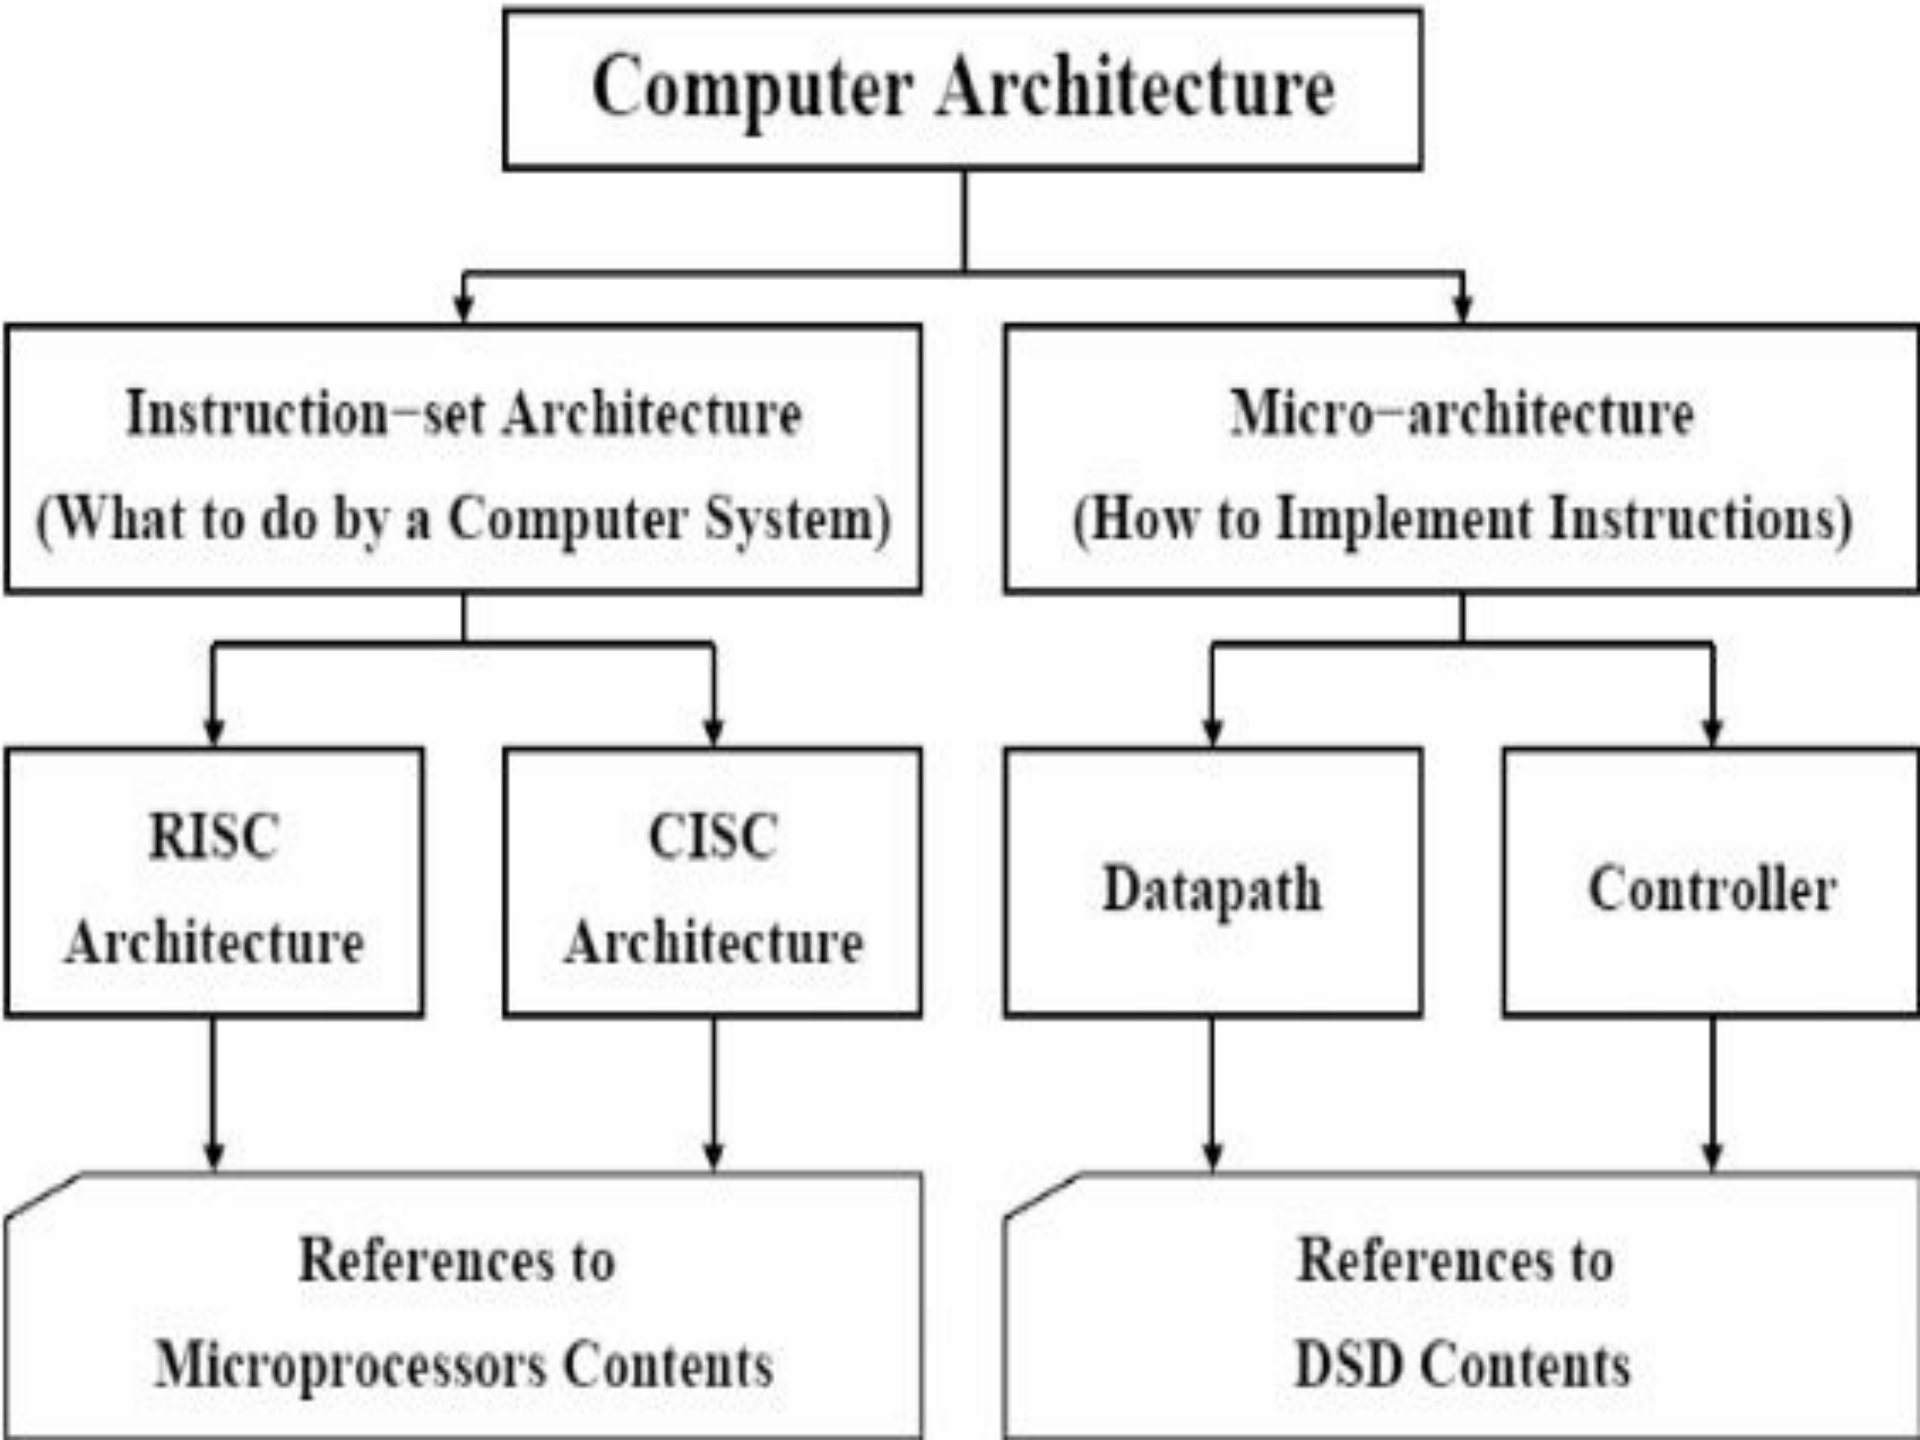 Computer Architecture
Instruction-set Architecture
(What to do by a Computer System)
Micro-architecture
(How to Implement Instructions)
RISC
Architecture
CISC
Architecture
Datapath
Controller
References to
Microprocessors Contents
References to
DSD Contents